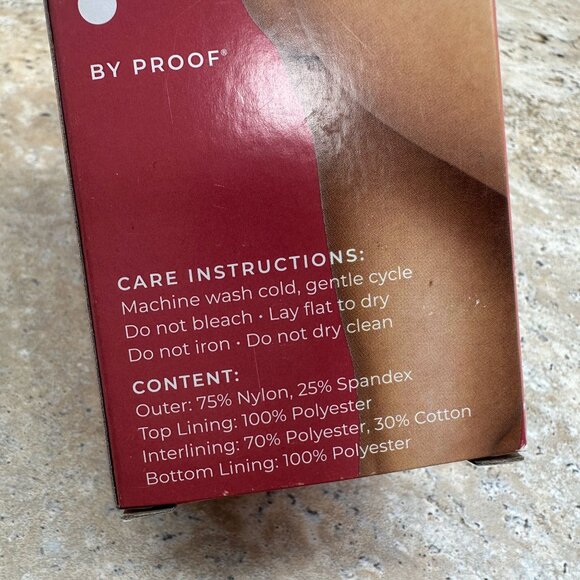 BY PROOF®
CARE INSTRUCTIONS:
Machine wash cold, gentle cycle
Do not bleach • Lay flat to dry
Do not iron • Do not dry clean
CONTENT:
Outer: 75% Nylon, 25% Spandex
Top Lining: 100% Polyester
Interlining: 70% Polyester, 30% Cotton
Bottom Lining: 100% Polyester